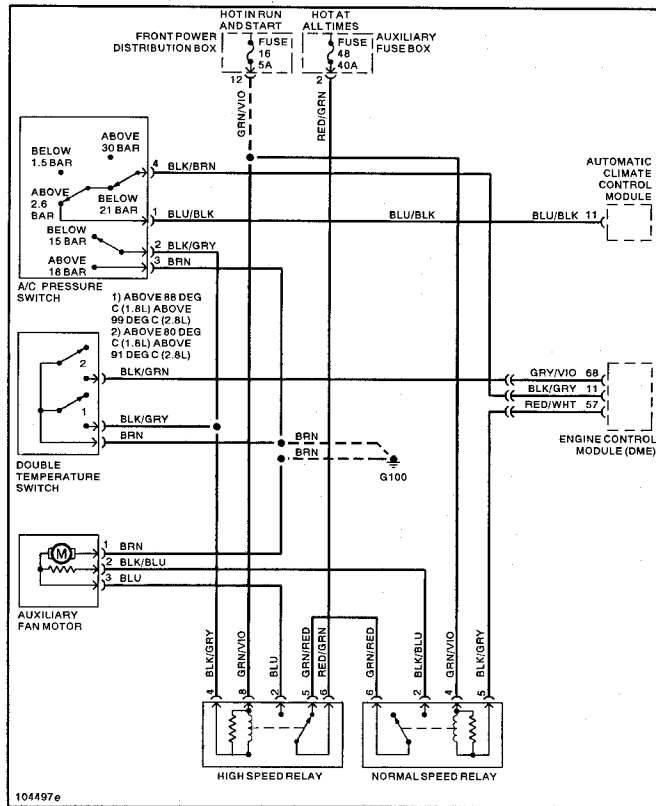 HOT IN RUN
AND START
HOT AT
ALL TIMES
FRONT POWER
DISTRIBUTION BOX
FUSE
16
5A
FUSE
48
40A
AUXILIARY
FUSE BOX
12
2
GRN/VIO
RED/GRN
ABOVE
30 BAR
BELOW
1.5 BAR
4 BLK/BRN
ABOVE
2.6
BAR
BELOW
21 BAR
1 BLU/BLK
BLU/BLK
BLU/BLK 11
AUTOMATIC
CLIMATE
CONTROL
MODULE
BELOW
15 BAR
2 BLK/GRY
3 BRN
ABOVE
18 BAR
A/C PRESSURE
SWITCH
1) ABOVE 88 DEG
C (1.8L) ABOVE
99 DEG C (2.8L)
2) ABOVE 80 DEG
C (1.8L) ABOVE
91 DEG C (2.8L)
2
BLK/GRN
GRY/VIO 68
BLK/GRY 11
RED/WHT 57
1
BLK/GRY
BRN
BRN
BRN
G100
ENGINE CONTROL
MODULE (DME)
DOUBLE
TEMPERATURE
SWITCH
M
1 BRN
2 BLK/BLU
3 BLU
AUXILIARY
FAN MOTOR
BLK/GRY
GRN/VIO
BLU
GRN/RED
RED/GRN
GRN/RED
BLK/BLU
GRN/VIO
BLK/GRY
4
8
2
5
6
6
2
4
5
HIGH SPEED RELAY
NORMAL SPEED RELAY
104497e